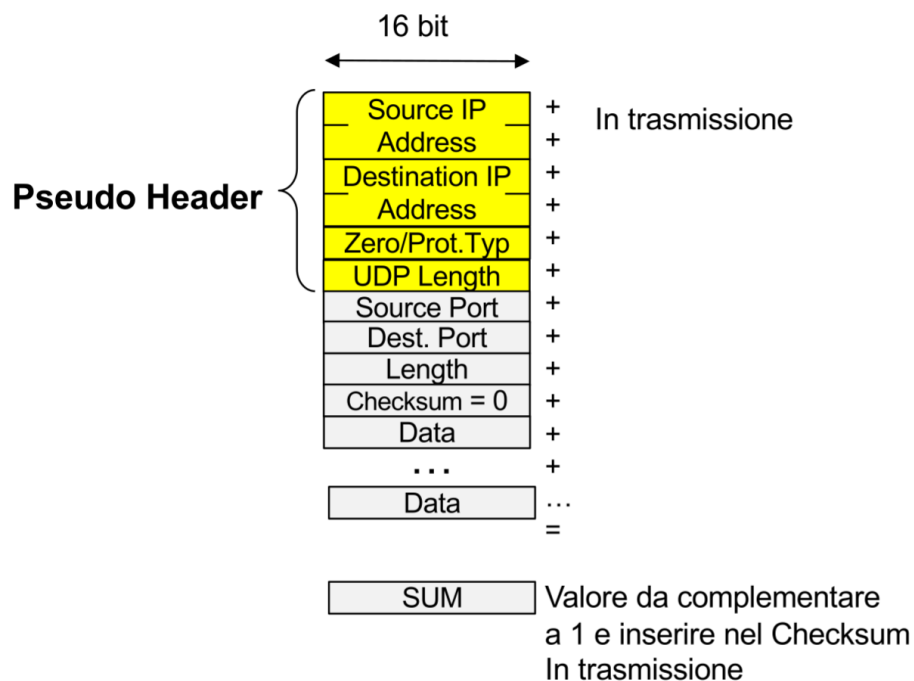 16 bit
Source IP +
In trasmissione
Address +
Destination IP +
Pseudo Header
Address +
Zero/Prot.Typ +
UDP Length +
Source Port +
Dest. Port +
Length +
Checksum = 0 +
Data +
... +
Data ...
=
SUM
Valore da complementare
a 1 e inserire nel Checksum
In trasmissione